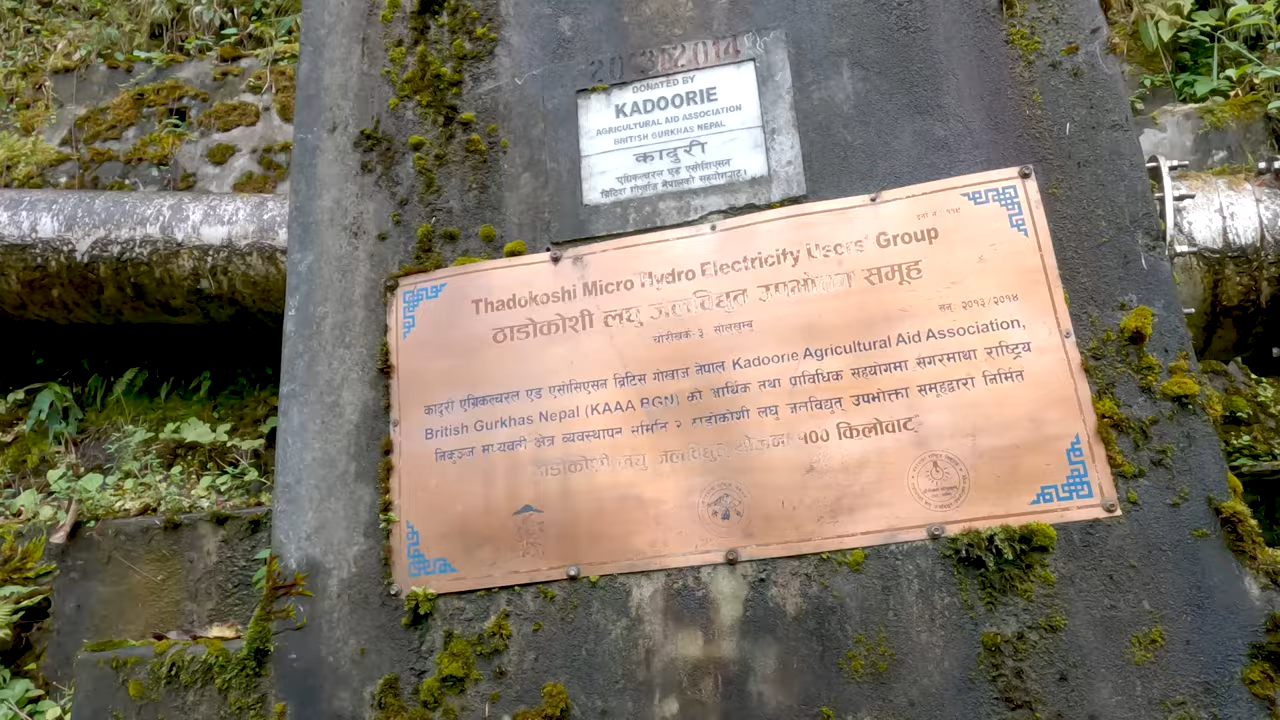 2013/2014
DONATED BY
KADOORIE
AGRICULTURAL AID ASSOCIATION
BRITISH GURKHAS NEPAL
कादुरी
एग्रिकल्चरल एड एसोसिएसन
ब्रिटिश गोर्खाज नेपालको सहयोगबाट।
Thadokoshi Micro Hydro Electricity Users' Group
ठाडोकोशी लघु जलविद्युत उपभोक्ता समूह
चौरीखर्क-३ सोलुखुम्बु
सन् २०१३/२०१४
कादुरी एग्रिकल्चरल एड एसोसिएसन ब्रिटिस गोर्खाज नेपाल Kadoorie Agricultural Aid Association,
British Gurkhas Nepal (KAAA BGN) को आर्थिक तथा प्राविधिक सहयोगमा सगरमाथा राष्ट्रिय
निकुञ्ज मध्यवर्ती क्षेत्र व्यवस्थापन समिति र ठाडोकोशी लघु जलविद्युत् उपभोक्ता समूहद्वारा निर्मित
ठाडोकोशी लघु जलविद्युत योजना १०० किलोवाट